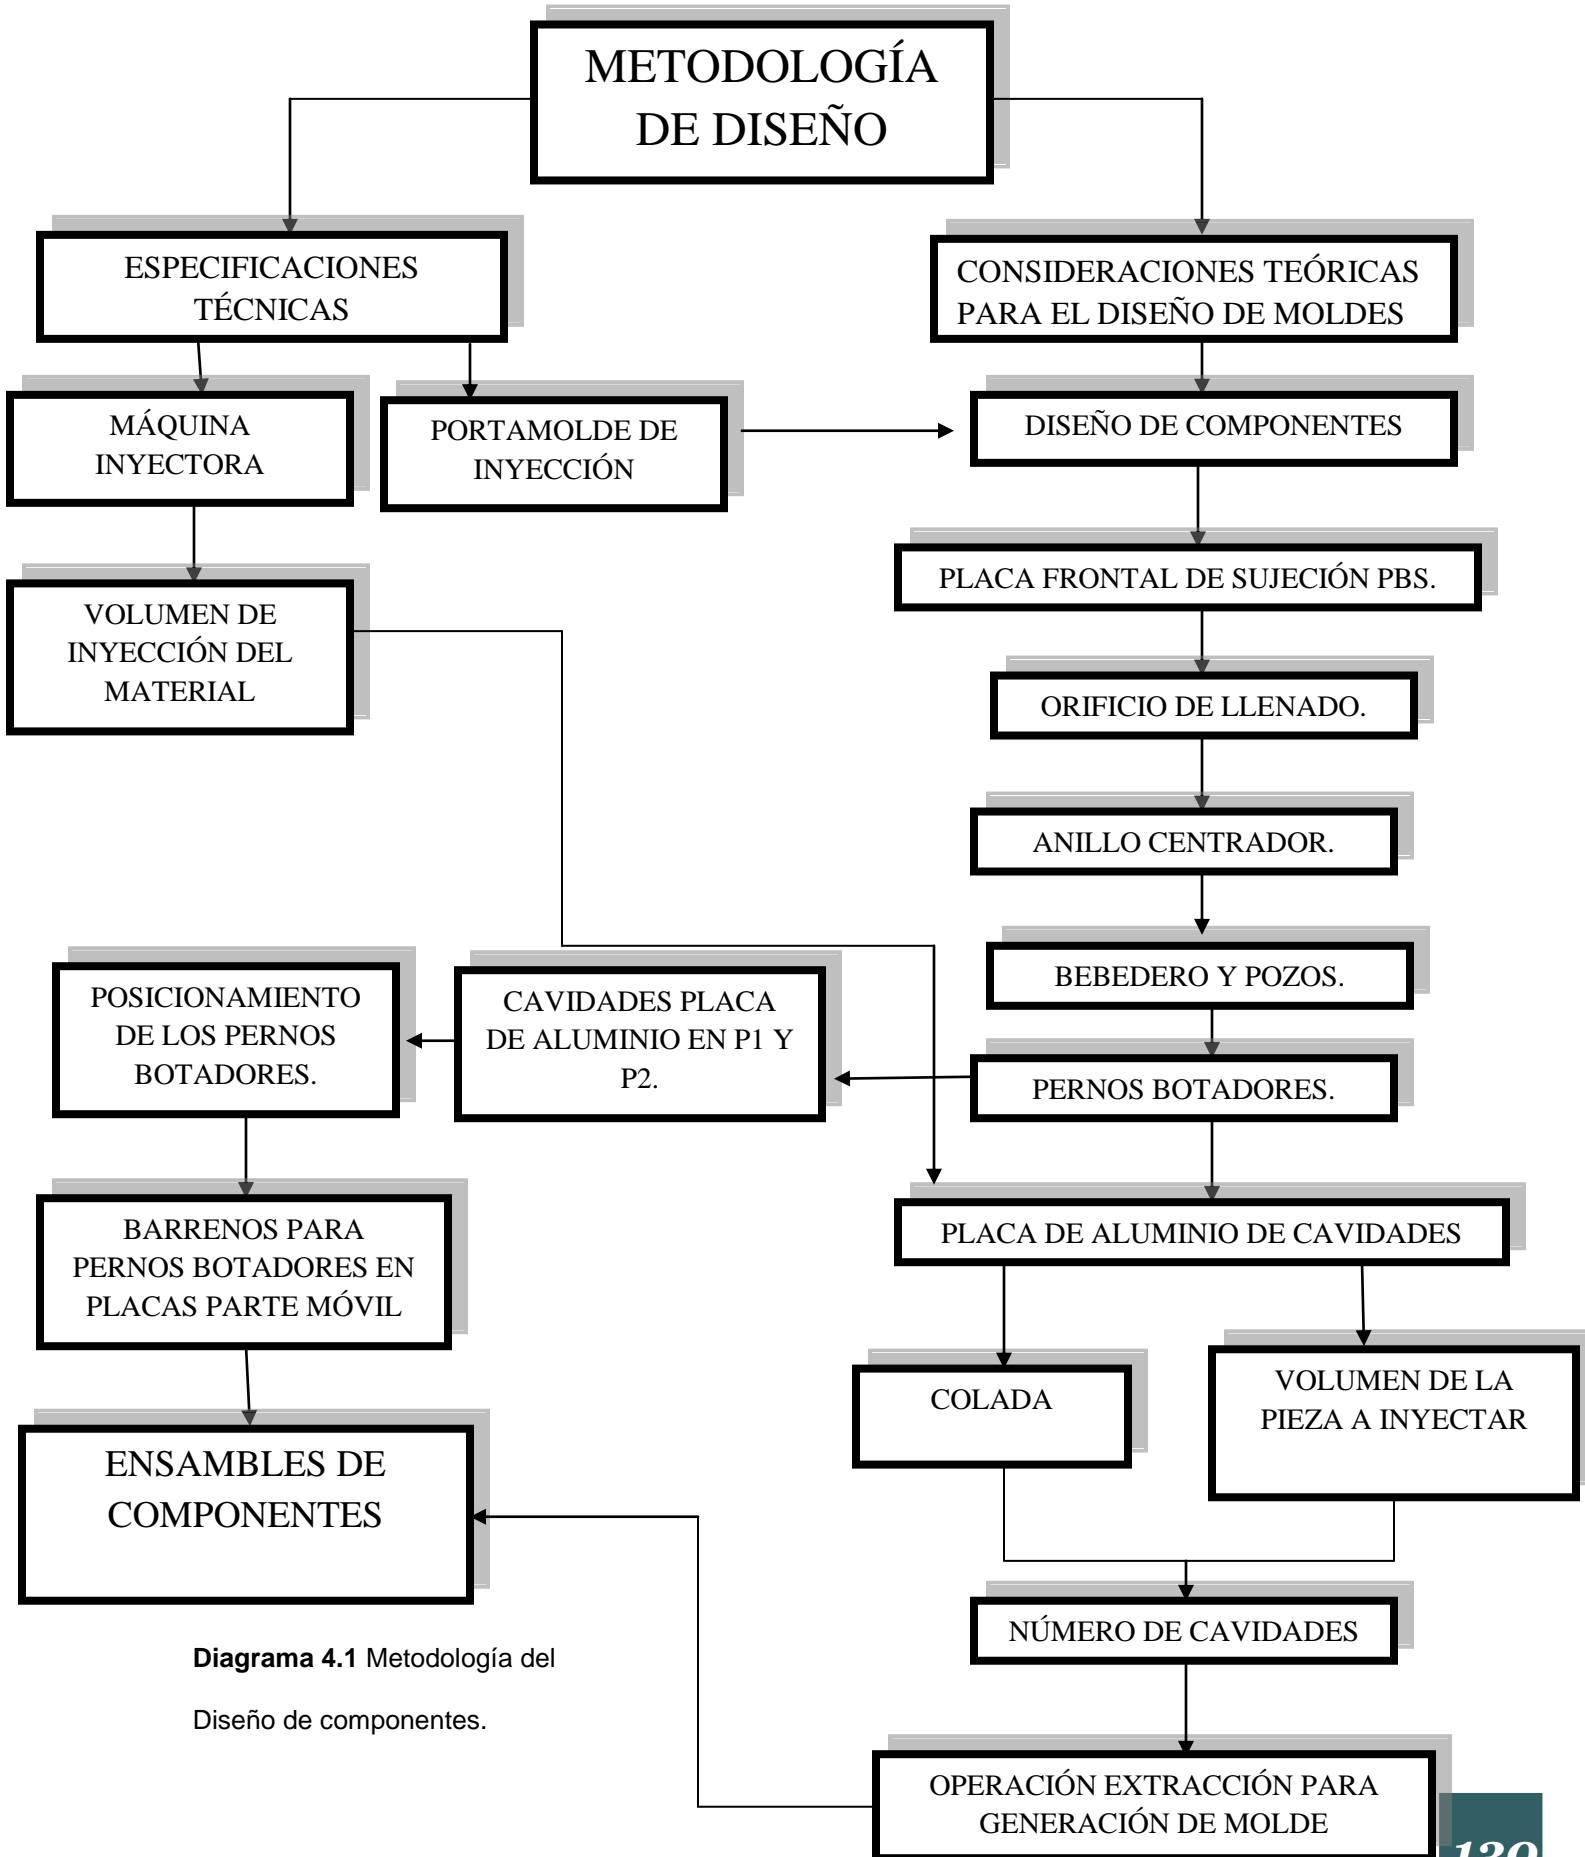 METODOLOGÍA
DE DISEÑO
ESPECIFICACIONES
TÉCNICAS
CONSIDERACIONES TEÓRICAS
PARA EL DISEÑO DE MOLDES
MÁQUINA
INYECTORA
PORTAMOLDE DE
INYECCIÓN
DISEÑO DE COMPONENTES
VOLUMEN DE
INYECCIÓN DEL
MATERIAL
PLACA FRONTAL DE SUJECIÓN PBS.
ORIFICIO DE LLENADO.
ANILLO CENTRADOR.
BEBEDERO Y POZOS.
POSICIONAMIENTO
DE LOS PERNOS
BOTADORES.
CAVIDADES PLACA
DE ALUMINIO EN P1 Y
P2.
PERNOS BOTADORES.
BARRENOS PARA
PERNOS BOTADORES EN
PLACAS PARTE MÓVIL
PLACA DE ALUMINIO DE CAVIDADES
COLADA
VOLUMEN DE LA
PIEZA A INYECTAR
ENSAMBLES DE
COMPONENTES
NÚMERO DE CAVIDADES
Diagrama 4.1 Metodología del
Diseño de componentes.
OPERACIÓN EXTRACCIÓN PARA
GENERACIÓN DE MOLDE